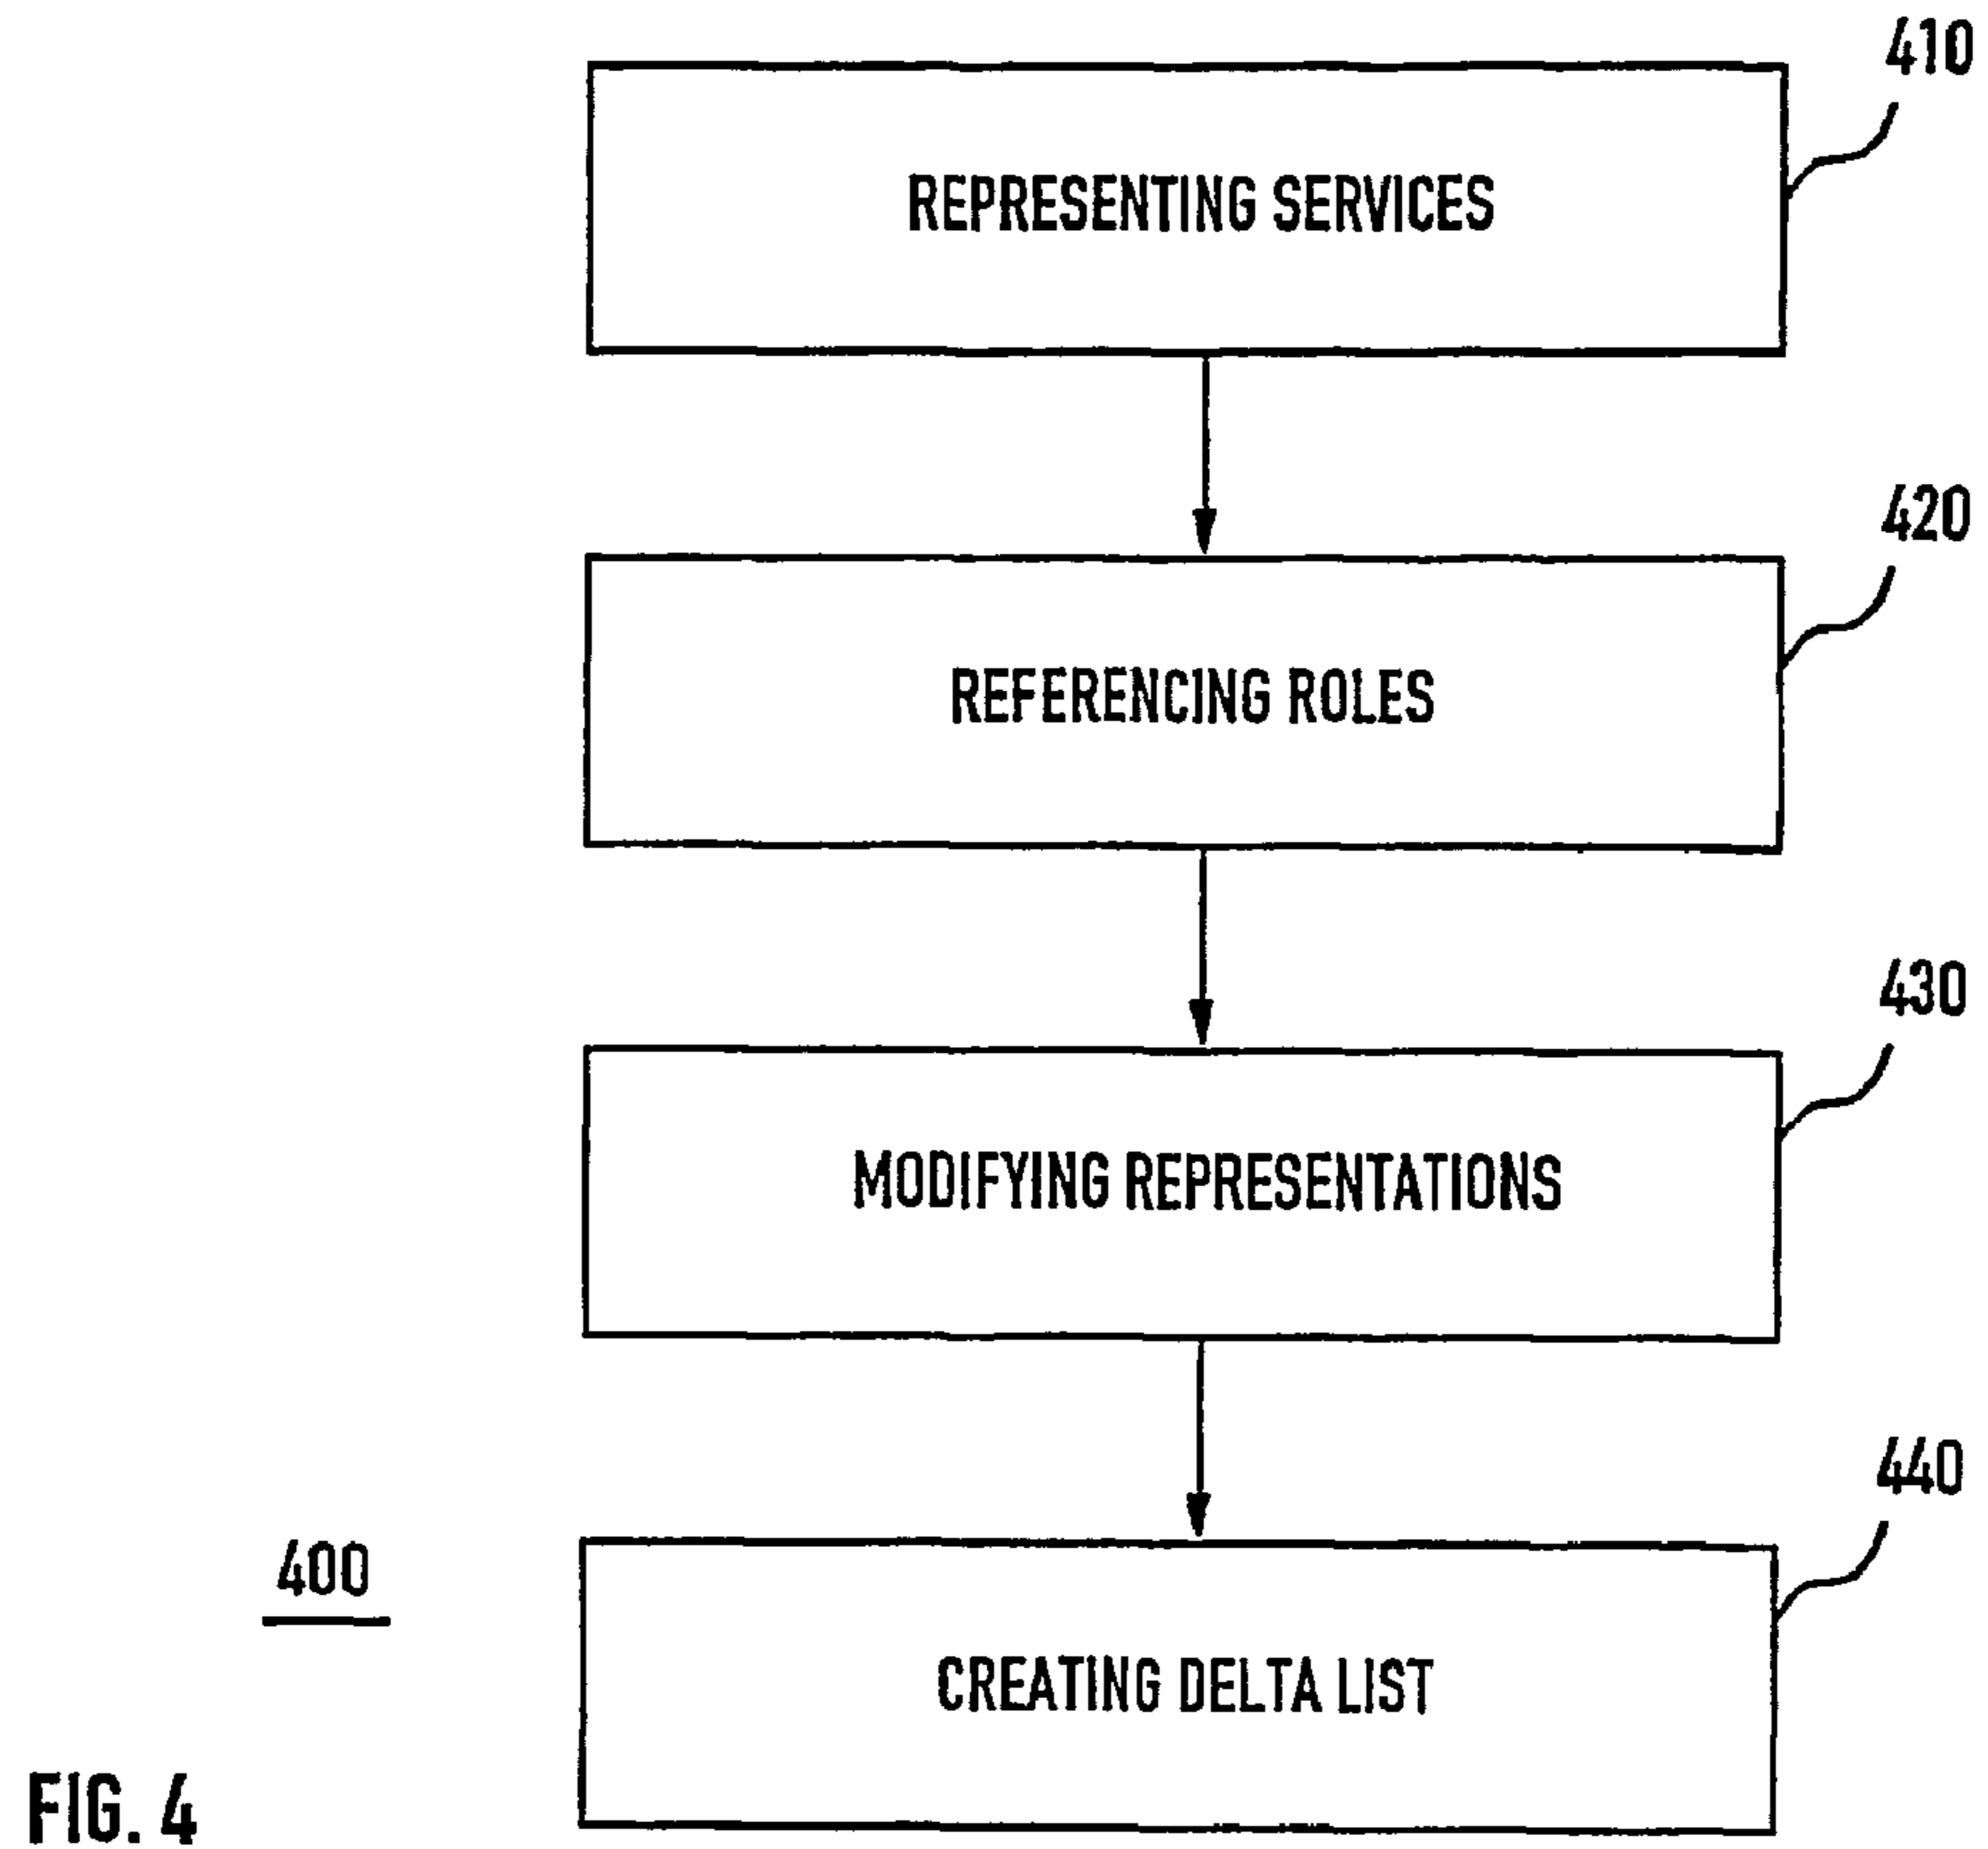 410
REPRESENTING SERVICES
420
REFERENCING ROLES
430
MODIFYING REPRESENTATIONS
440
400
CREATING DELTA LIST
FIG. 4